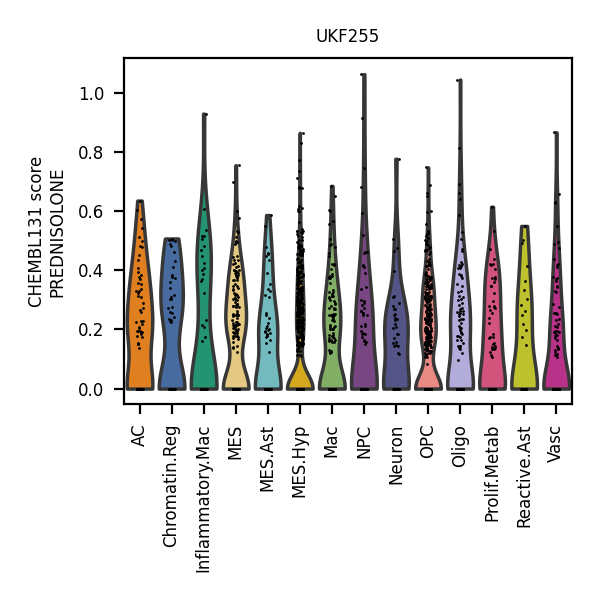 UKF255
CHEMBL131 score
PREDNISOLONE
1.0
0.8
0.6
0.4
0.2
0.0
AC
Chromatin.Reg
Inflammatory.Mac
MES
MES.Ast
MES.Hyp
Mac
NPC
Neuron
OPC
Oligo
Prolif.Metab
Reactive.Ast
Vasc